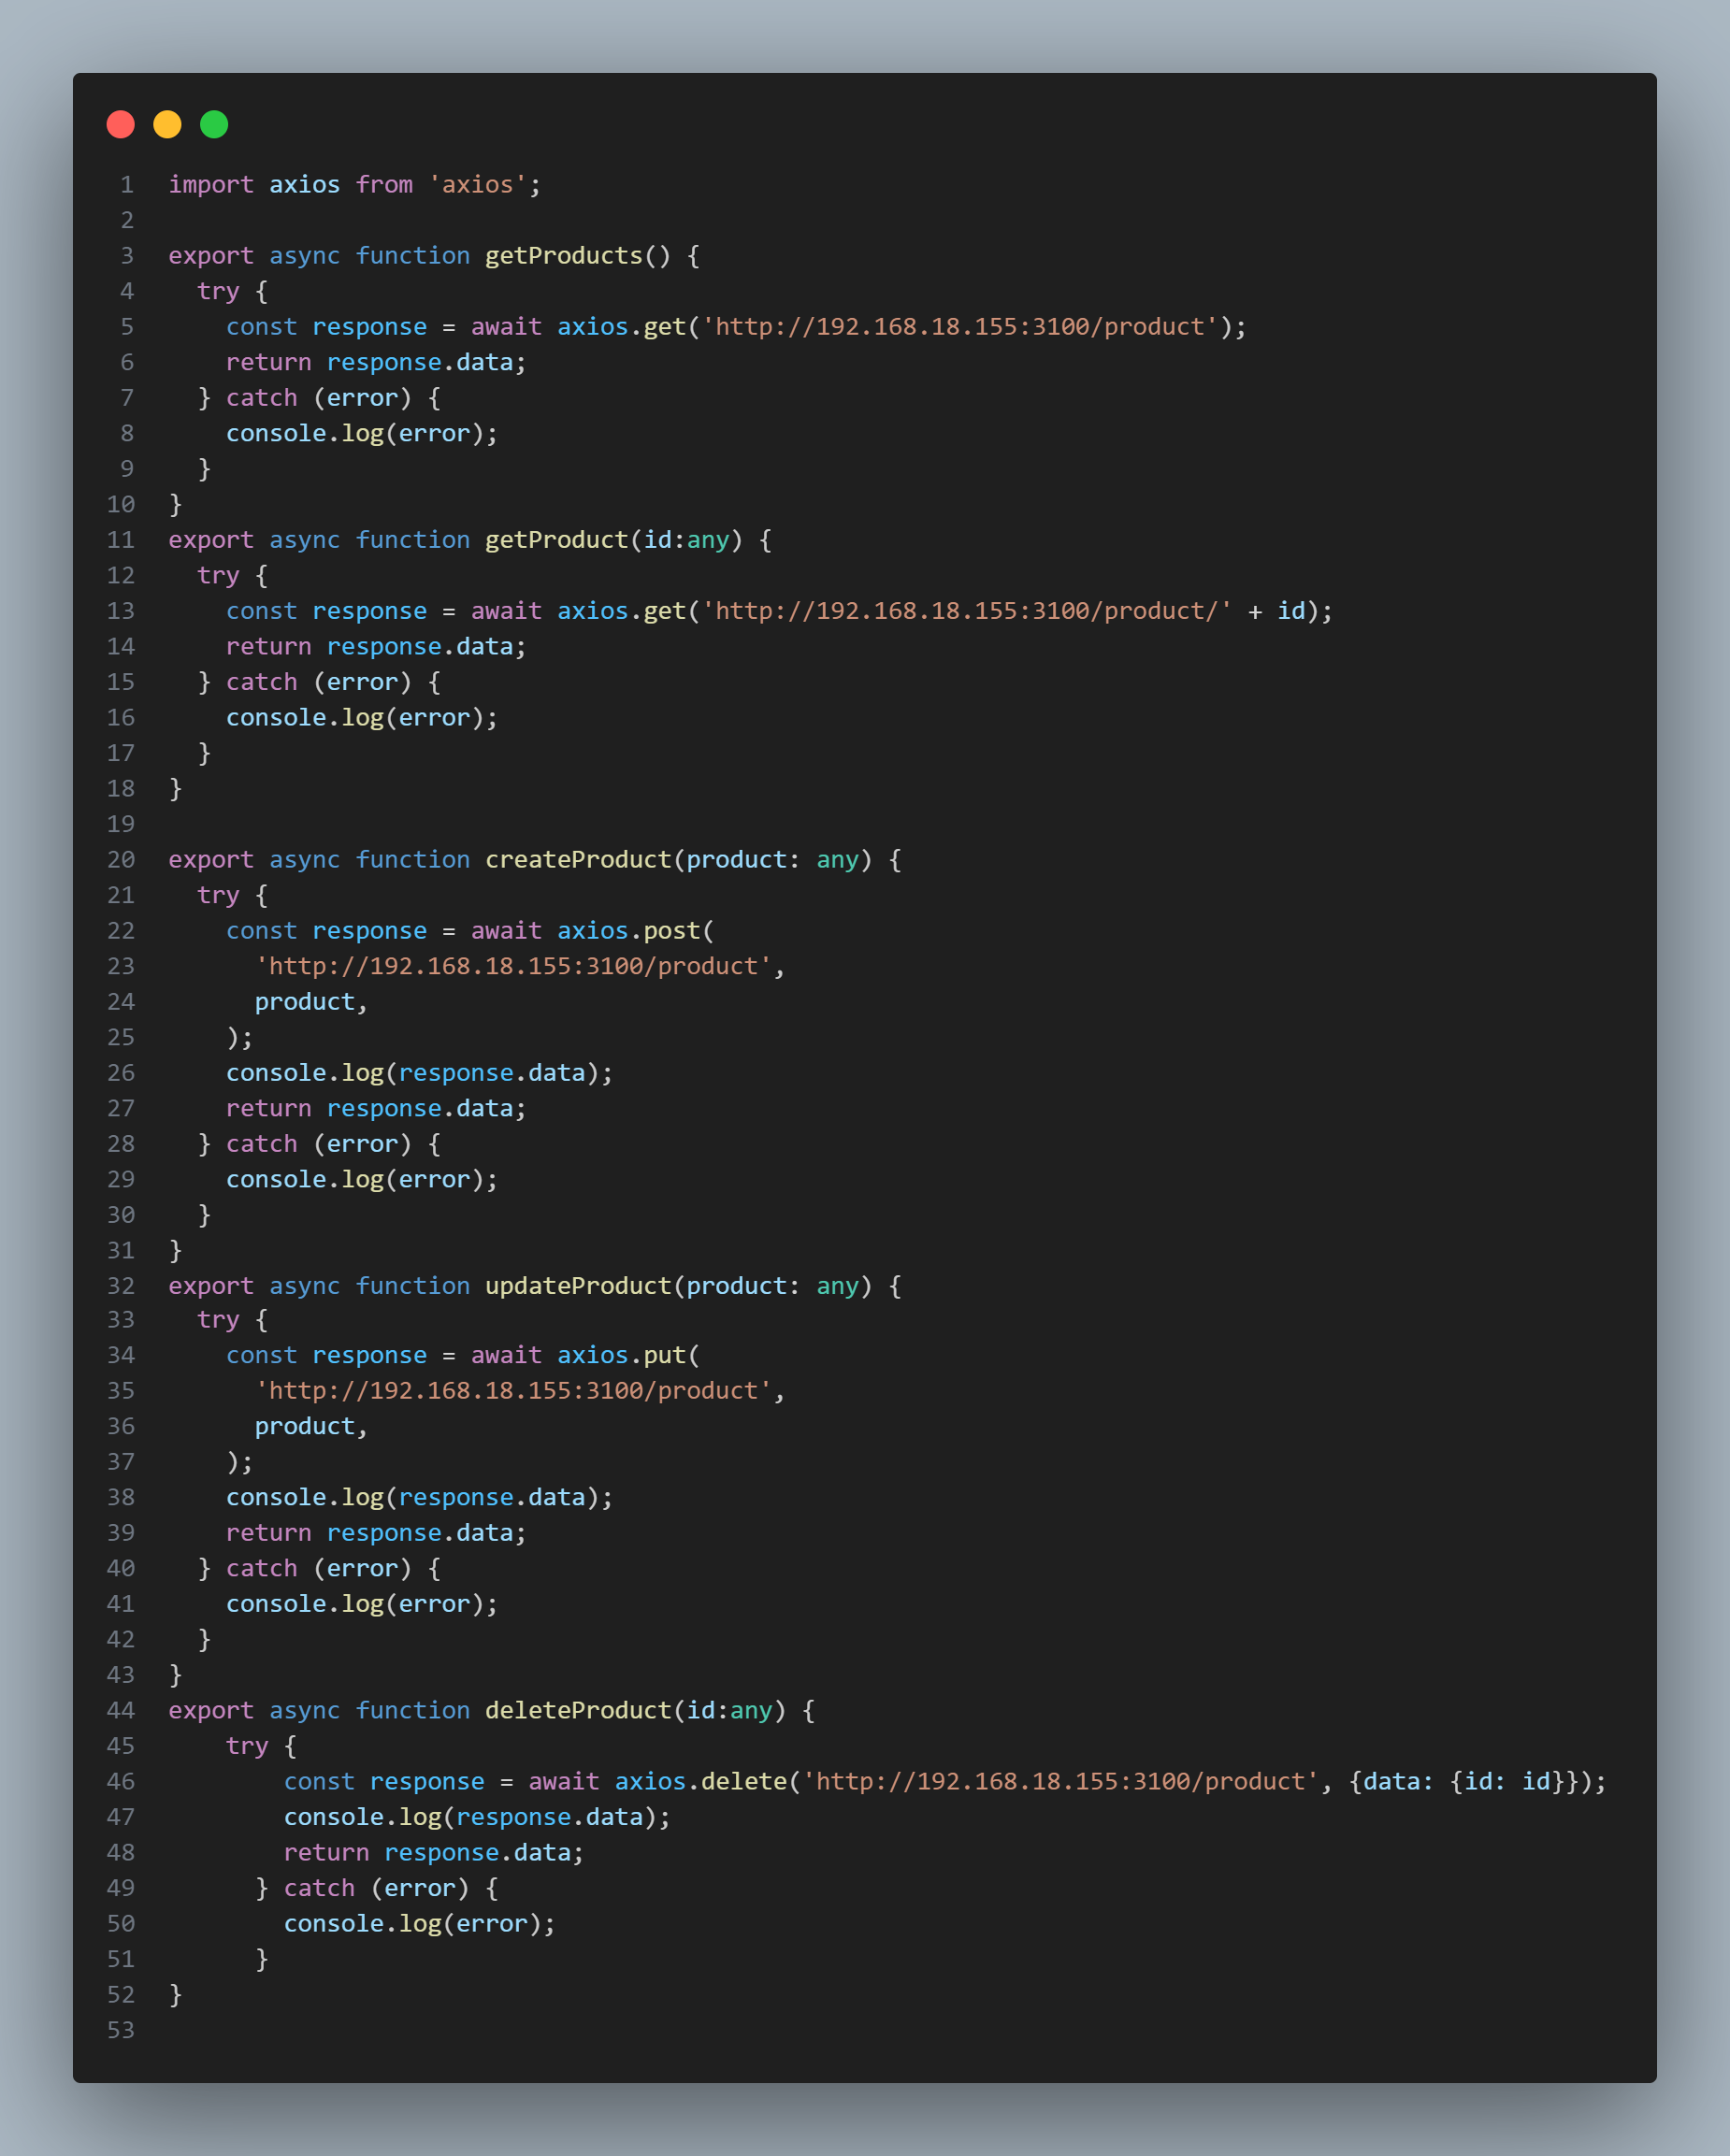 1 import axios from 'axios';
2
3 export async function getProducts() {
4   try {
5     const response = await axios.get('http://192.168.18.155:3100/product');
6     return response.data;
7   } catch (error) {
8     console.log(error);
9   }
10 }
11 export async function getProduct(id:any) {
12   try {
13     const response = await axios.get('http://192.168.18.155:3100/product/' + id);
14     return response.data;
15   } catch (error) {
16     console.log(error);
17   }
18 }
19
20 export async function createProduct(product: any) {
21   try {
22     const response = await axios.post(
23       'http://192.168.18.155:3100/product',
24       product,
25     );
26     console.log(response.data);
27     return response.data;
28   } catch (error) {
29     console.log(error);
30   }
31 }
32 export async function updateProduct(product: any) {
33   try {
34     const response = await axios.put(
35       'http://192.168.18.155:3100/product',
36       product,
37     );
38     console.log(response.data);
39     return response.data;
40   } catch (error) {
41     console.log(error);
42   }
43 }
44 export async function deleteProduct(id:any) {
45     try {
46         const response = await axios.delete('http://192.168.18.155:3100/product', {data: {id: id}});
47         console.log(response.data);
48         return response.data;
49       } catch (error) {
50         console.log(error);
51       }
52 }
53